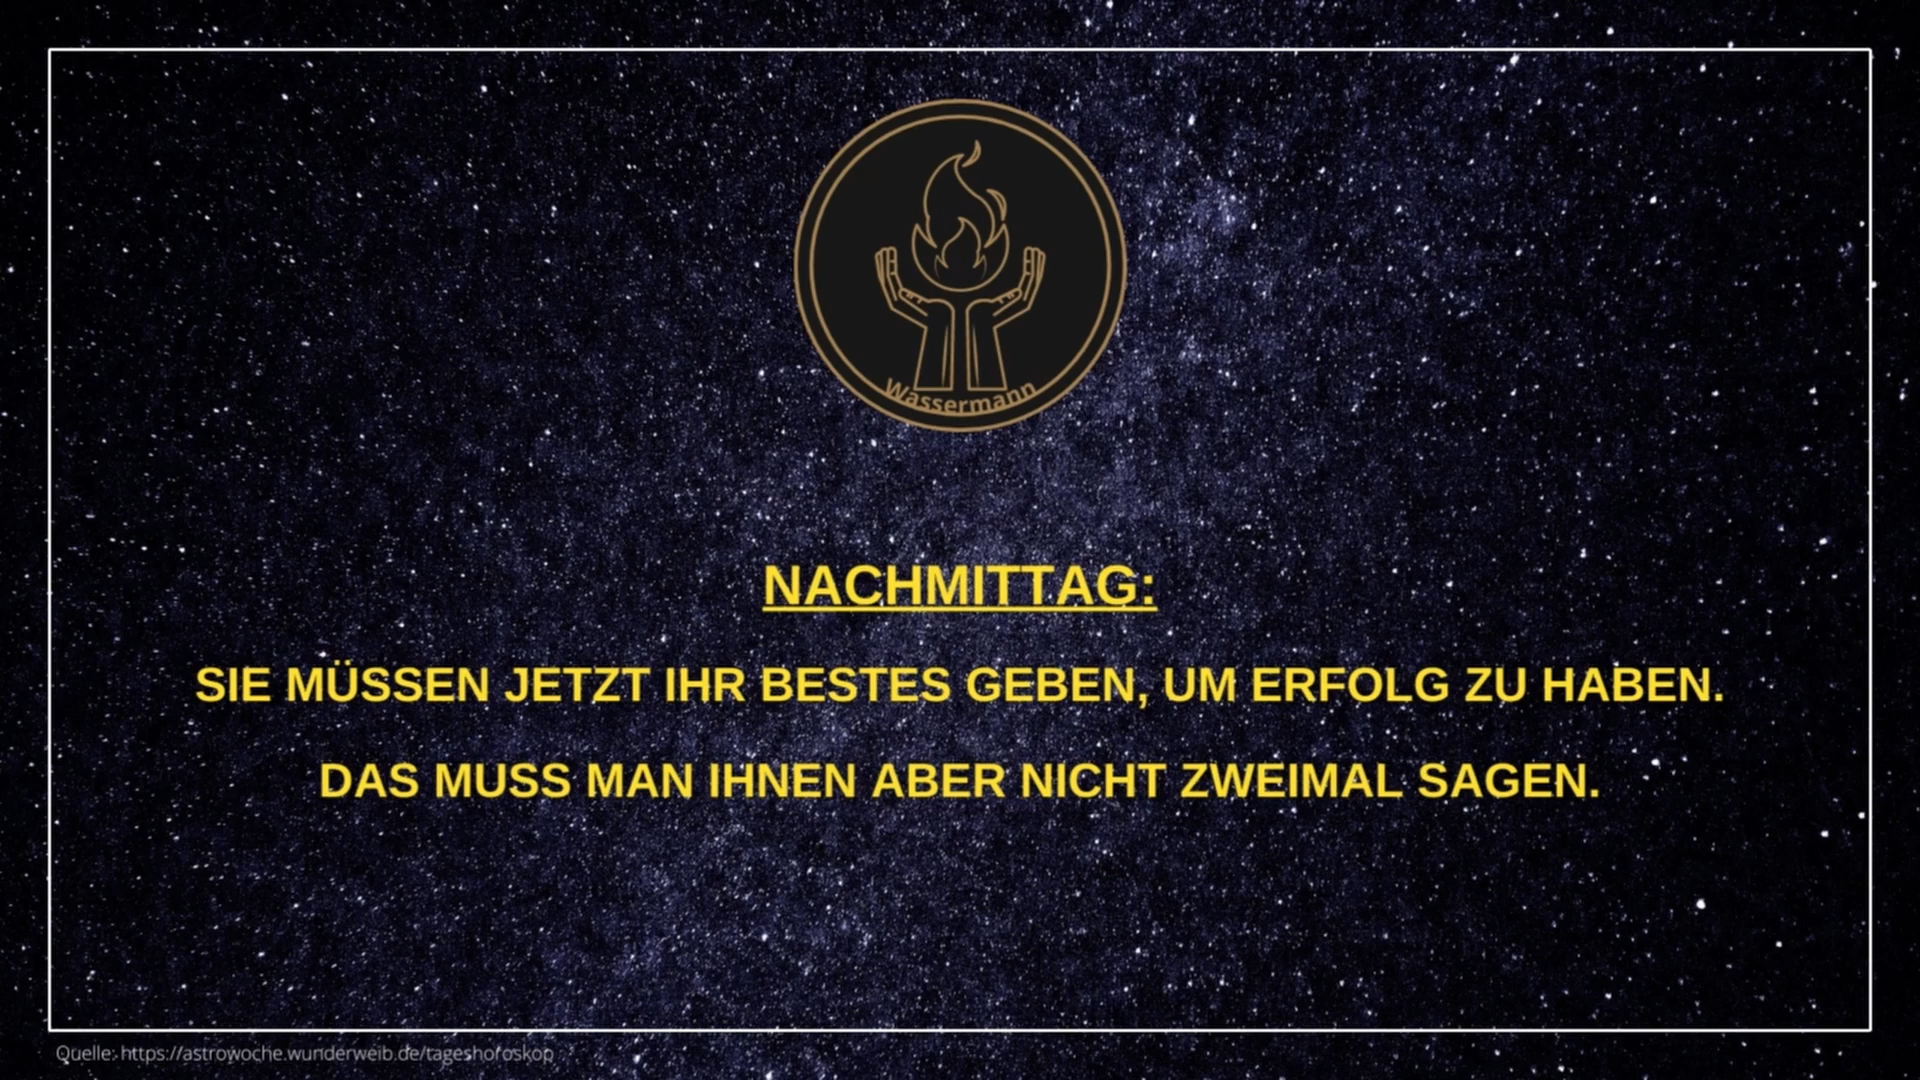 Wassermann
NACHMITTAG:
SIE MÜSSEN JETZT IHR BESTES GEBEN, UM ERFOLG ZU HABEN.
DAS MUSS MAN IHNEN ABER NICHT ZWEIMAL SAGEN.
Quelle: https://astrowoche.wunderweib.de/tageshoroskop